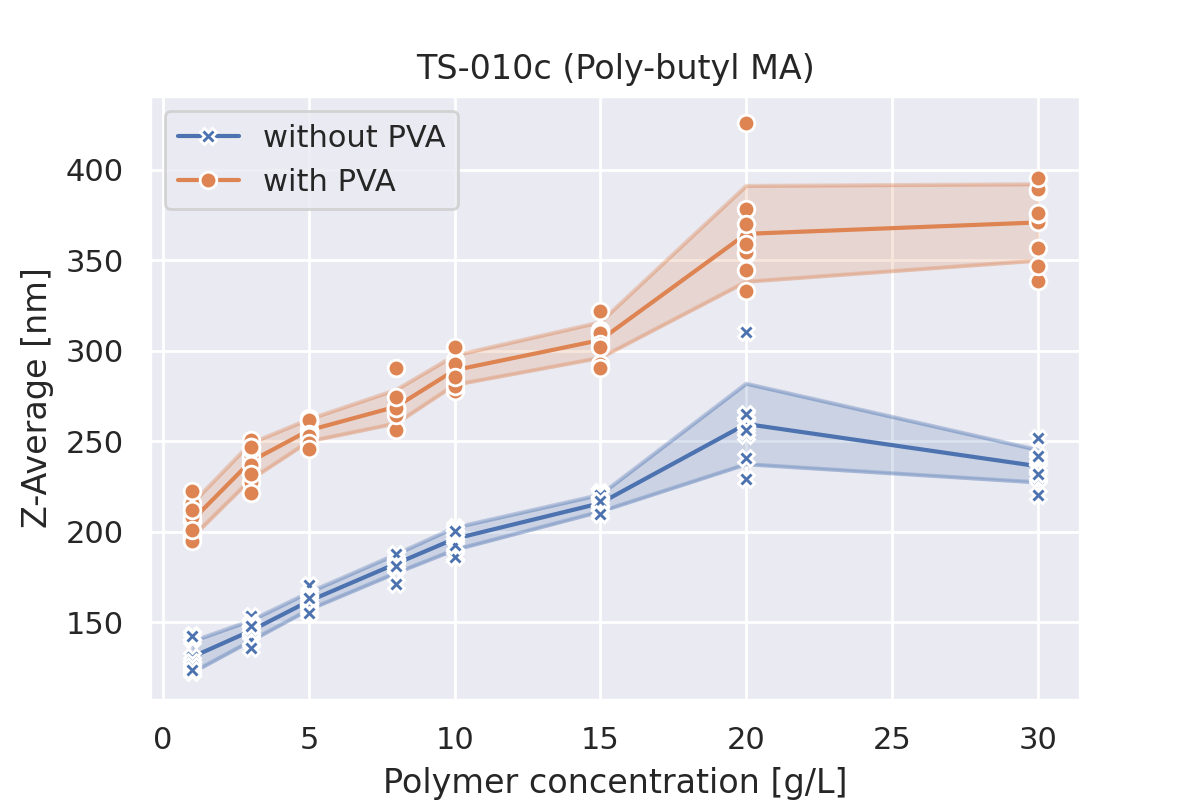 TS-010c (Poly-butyl MA)
without PVA
with PVA
Z-Average [nm]
400
350
300
250
200
150
0 5 10 15 20 25 30
Polymer concentration [g/L]